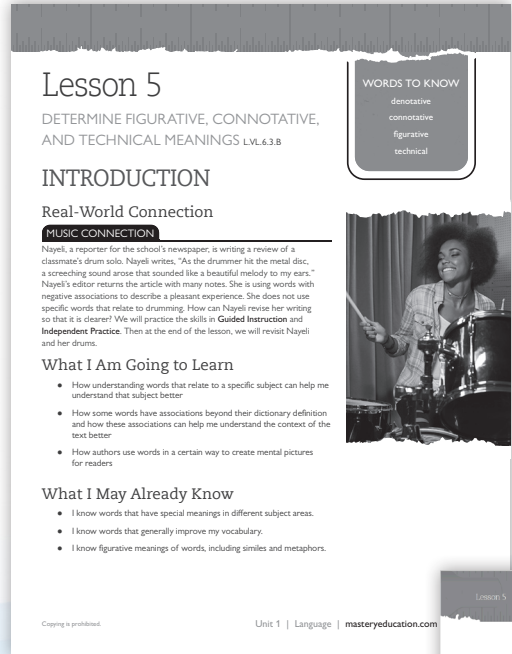 Lesson 5
DETERMINE FIGURATIVE, CONNOTATIVE,
AND TECHNICAL MEANINGS L.VL.6.3.B
WORDS TO KNOW
denotative
connotative
figurative
technical
INTRODUCTION
Real-World Connection
MUSIC CONNECTION
Nayeli, a reporter for the school's newspaper, is writing a review of a
classmate's drum solo. Nayeli writes, "As the drummer hit the metal disc,
a screeching sound arose that sounded like a beautiful melody to my ears."
Nayeli's editor returns the article with many notes. She is using words with
negative associations to describe a pleasant experience. She does not use
specific words that relate to drumming. How can Nayeli revise her writing
so that it is clearer? We will practice the skills in Guided Instruction and
Independent Practice. Then at the end of the lesson, we will revisit Nayeli
and her drums.
What I Am Going to Learn
● How understanding words that relate to a specific subject can help me
understand that subject better
● How some words have associations beyond their dictionary definition
and how these associations can help me understand the context of the
text better
● How authors use words in a certain way to create mental pictures
for readers
What I May Already Know
● I know words that have special meanings in different subject areas.
● I know words that generally improve my vocabulary.
● I know figurative meanings of words, including similes and metaphors.
Copying is prohibited.
Unit 1 | Language | masteryeducation.com
Lesson 5